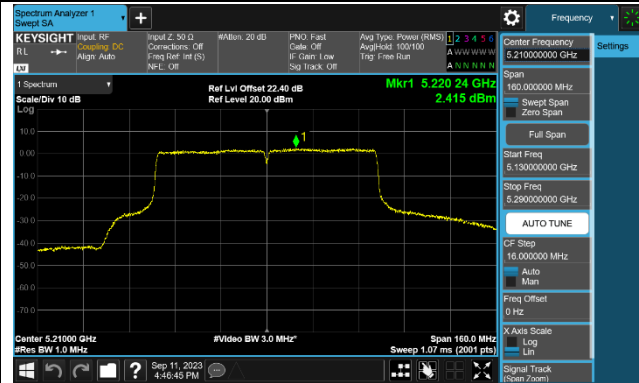 Spectrum Analyzer 1
Swept SA
Frequency
KEYSIGHT
RL
LXI
Input: RF
Coupling: DC
Align: Auto
Input Z: 50 Ω
Corrections: Off
Freq Ref: Int (S)
NFE: Off
#Atten: 20 dB
PNO: Fast
Gate: Off
IF Gain: Low
Sig Track: Off
Avg Type: Power (RMS)
Avg|Hold: 100/100
Trig: Free Run
1 2 3 4 5 6
A W W W W W
A N N N N N
1 Spectrum
Scale/Div 10 dB
Log
Ref Lvl Offset 22.40 dB
Ref Level 20.00 dBm
Mkr1 5.220 24 GHz
2.415 dBm
1
10.0
0.00
-10.0
-20.0
-30.0
-40.0
-50.0
-60.0
-70.0
Center 5.21000 GHz
#Res BW 1.0 MHz
#Video BW 3.0 MHz*
Span 160.0 MHz
Sweep 1.07 ms (2001 pts)
?
Sep 11, 2023
4:46:45 PM
Center Frequency
5.210000000 GHz
Settings
Span
160.000000 MHz
Swept Span
Zero Span
Full Span
Start Freq
5.130000000 GHz
Stop Freq
5.290000000 GHz
AUTO TUNE
CF Step
16.000000 MHz
Auto
Man
Freq Offset
0 Hz
X Axis Scale
Log
Lin
Signal Track
(Span Zoom)